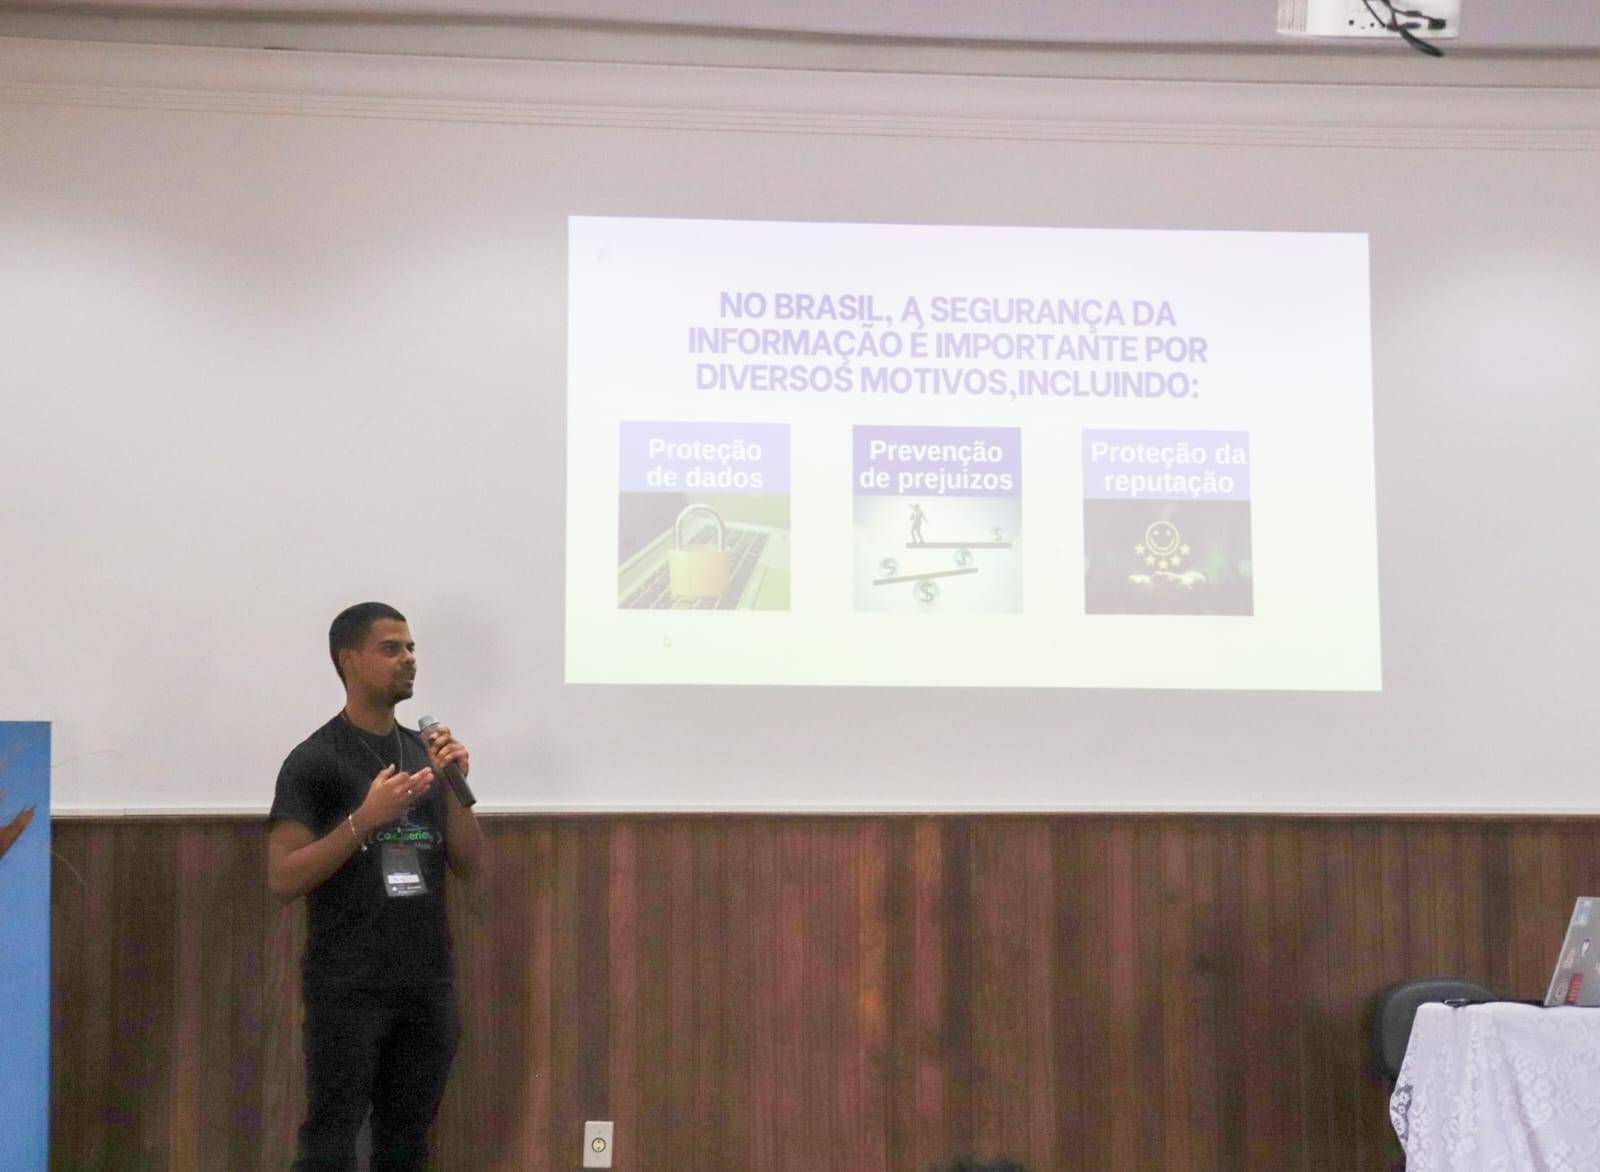 NO BRASIL, A SEGURANÇA DA
INFORMAÇÃO É IMPORTANTE POR
DIVERSOS MOTIVOS,INCLUINDO:
Proteção
de dados
Prevenção
de prejuizos
Proteção da
reputação